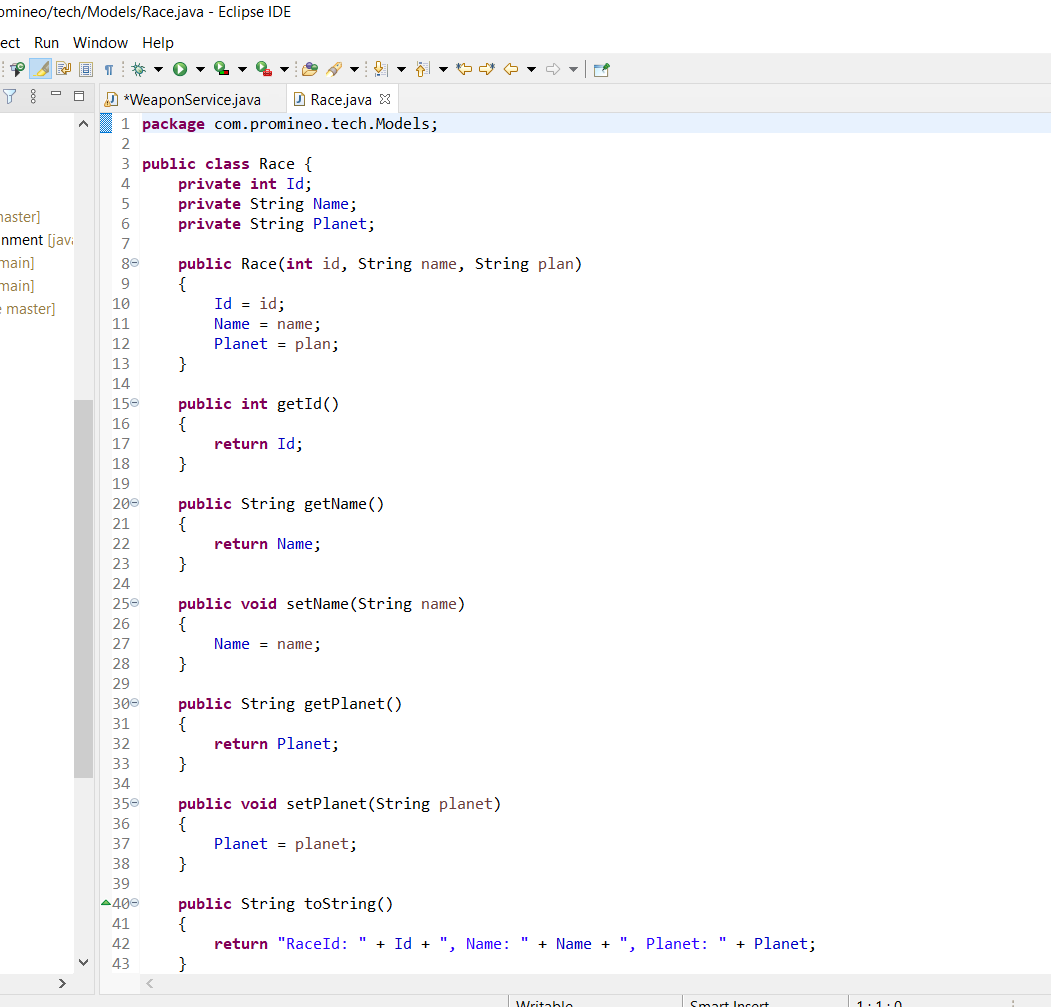 omineo/tech/Models/Race.java - Eclipse IDE
ect Run Window Help
*WeaponService.java Race.java
master]
nment [java
main]
main]
e master]
1 package com.promineo.tech.Models;
2
3 public class Race {
4 private int Id;
5 private String Name;
6 private String Planet;
7
8 public Race(int id, String name, String plan)
9 {
10 Id = id;
11 Name = name;
12 Planet = plan;
13 }
14
15 public int getId()
16 {
17 return Id;
18 }
19
20 public String getName()
21 {
22 return Name;
23 }
24
25 public void setName(String name)
26 {
27 Name = name;
28 }
29
30 public String getPlanet()
31 {
32 return Planet;
33 }
34
35 public void setPlanet(String planet)
36 {
37 Planet = planet;
38 }
39
40 public String toString()
41 {
42 return "RaceId: " + Id + ", Name: " + Name + ", Planet: " + Planet;
43 }
Writable Smart Insert 1 : 1 : 0